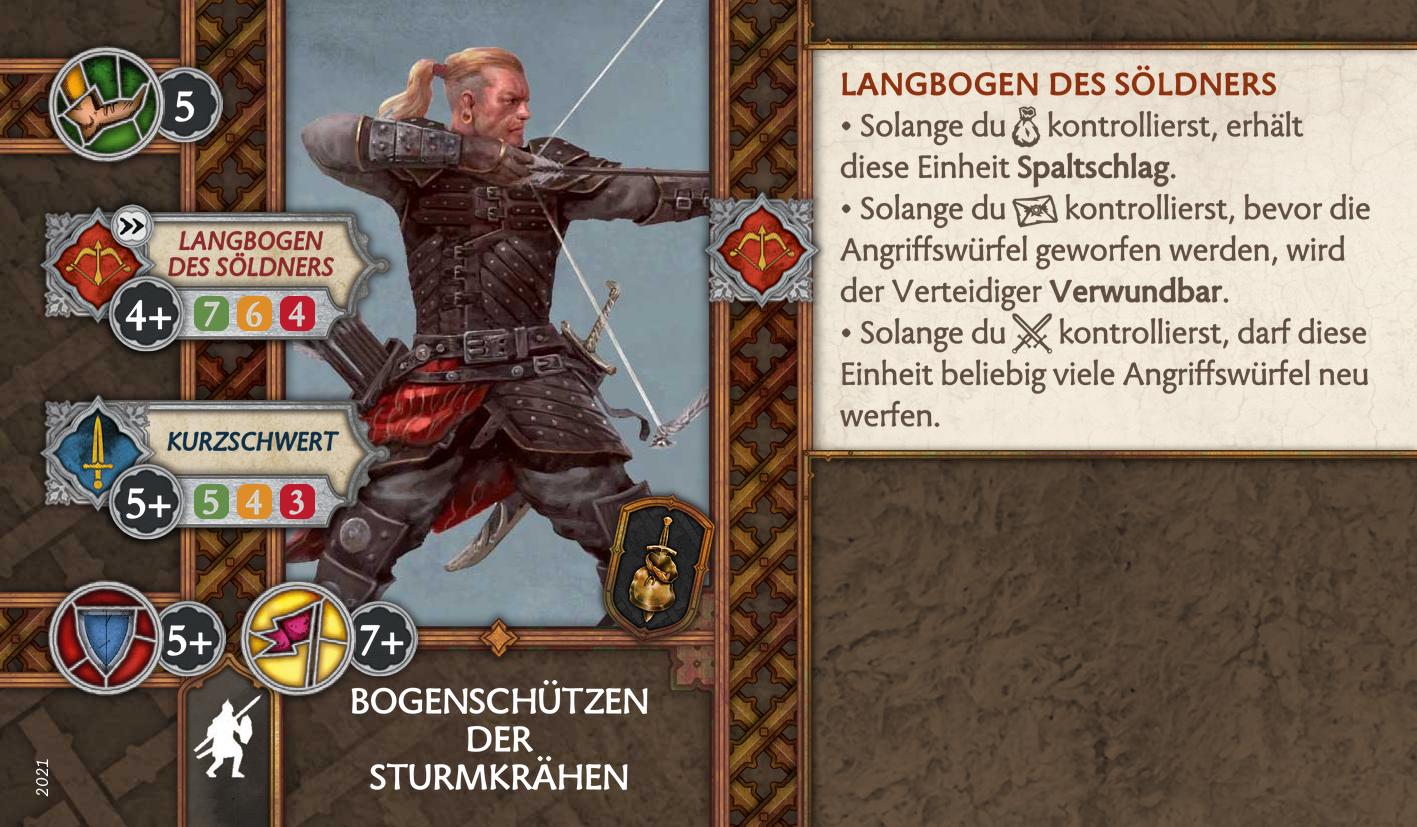 5
LANGBOGEN
DES SÖLDNERS
4+
7 6 4
KURZSCHWERT
5+
5 4 3
5+
7+
BOGENSCHÜTZEN
DER
STURMKRÄHEN
2021
LANGBOGEN DES SÖLDNERS
• Solange du kontrollierst, erhält
diese Einheit Spaltschlag.
• Solange du kontrollierst, bevor die
Angriffswürfel geworfen werden, wird
der Verteidiger Verwundbar.
• Solange du kontrollierst, darf diese
Einheit beliebig viele Angriffswürfel neu
werfen.